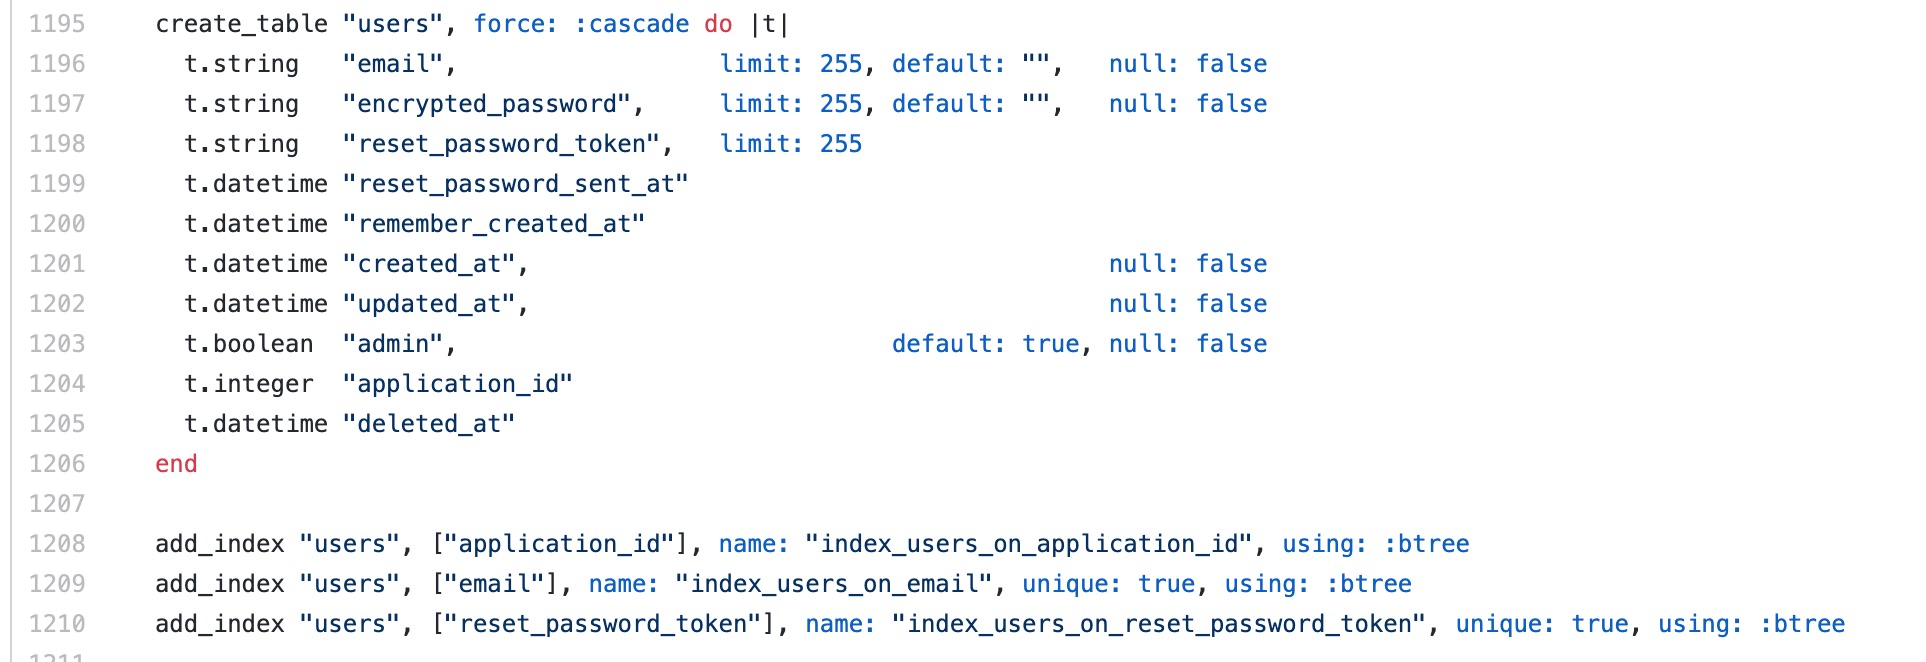 1195 create_table "users", force: :cascade do |t|
1196 t.string "email", limit: 255, default: "", null: false
1197 t.string "encrypted_password", limit: 255, default: "", null: false
1198 t.string "reset_password_token", limit: 255
1199 t.datetime "reset_password_sent_at"
1200 t.datetime "remember_created_at"
1201 t.datetime "created_at", null: false
1202 t.datetime "updated_at", null: false
1203 t.boolean "admin", default: true, null: false
1204 t.integer "application_id"
1205 t.datetime "deleted_at"
1206 end
1207
1208 add_index "users", ["application_id"], name: "index_users_on_application_id", using: :btree
1209 add_index "users", ["email"], name: "index_users_on_email", unique: true, using: :btree
1210 add_index "users", ["reset_password_token"], name: "index_users_on_reset_password_token", unique: true, using: :btree
1211